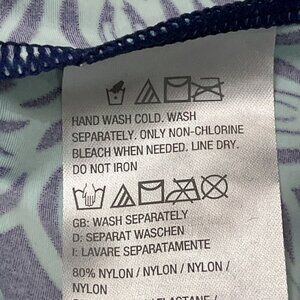 HAND WASH COLD. WASH
SEPARATELY. ONLY NON-CHLORINE
BLEACH WHEN NEEDED. LINE DRY.
DO NOT IRON
GB: WASH SEPARATELY
D: SEPARAT WASCHEN
I: LAVARE SEPARATAMENTE
80% NYLON / NYLON / NYLON /
NYLON
ELASTANE /